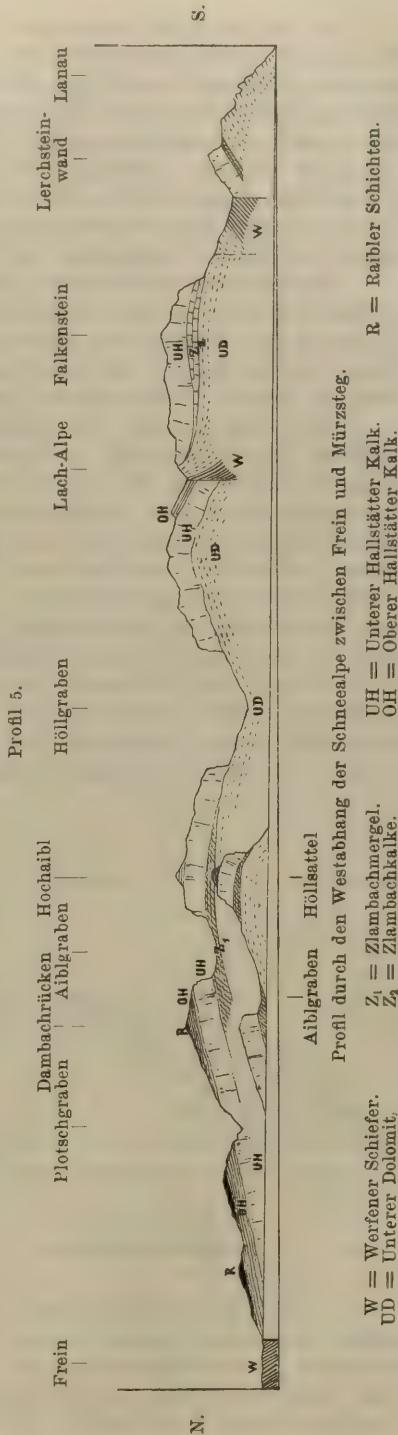 Profil 5.
Frein
Plotschgraben
Dambachrücken
Aiblgraben
Hochaibl
Höllgraben
Lach-Alpe
Falkenstein
Lerchstein-
wand
Lanau
N.
S.
W
R
UH
UH
R
OH
UH
Z₁
UD
OH
UH
UD
W
UH
Z₂
UD
W
Aiblgraben
Höllsattel
Profil durch den Westabhang der Schneealpe zwischen Frein und Mürzsteg.
W = Werfener Schiefer.
UD = Unterer Dolomit.
Z₁ = Zlambachmergel.
Z₂ = Zlambachkalke.
UH = Unterer Hallstätter Kalk.
OH = Oberer Hallstätter Kalk.
R = Raibler Schichten.